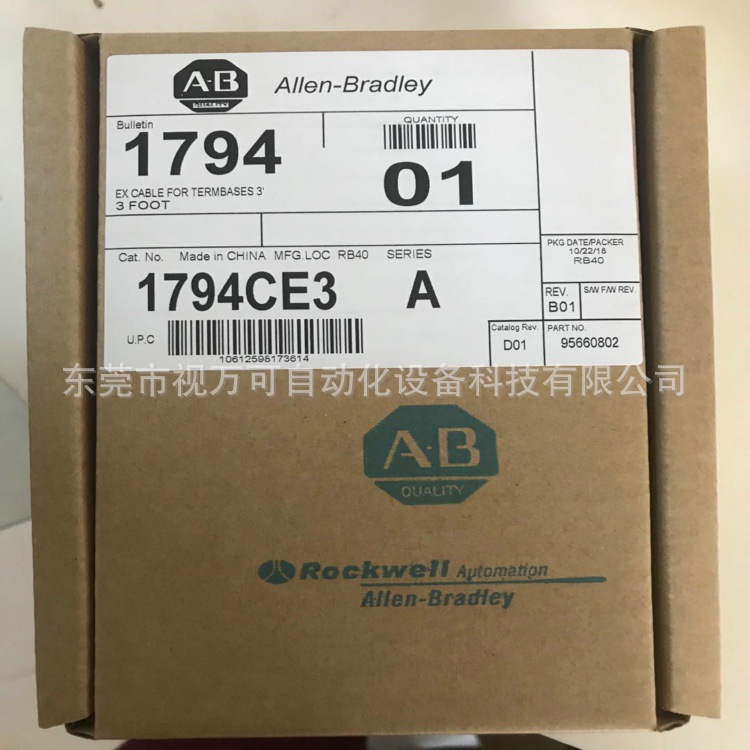 A·B
QUALITY
Allen-Bradley
Bulletin
1794
QUANTITY
01
EX CABLE FOR TERMBASES 3'
3 FOOT
Cat. No. Made in CHINA MFG.LOC RB40 SERIES
1794CE3 A
U.P.C
10612598173614
PKG DATE/PACKER
10/22/18
RB40
REV. S/W F/W REV.
B01
Catalog Rev. PART NO.
D01 95660802
东莞市视万可自动化设备科技有限公司
A·B
QUALITY
Rockwell Automation
Allen-Bradley